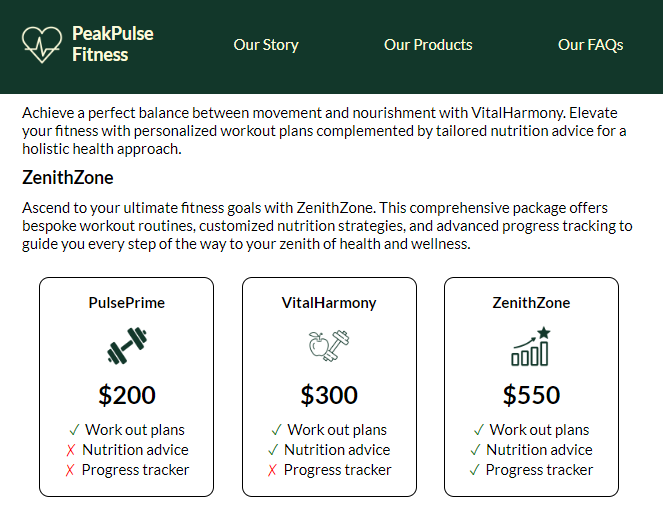 PeakPulse
Fitness
Our Story
Our Products
Our FAQs
Achieve a perfect balance between movement and nourishment with VitalHarmony. Elevate
your fitness with personalized workout plans complemented by tailored nutrition advice for a
holistic health approach.
ZenithZone
Ascend to your ultimate fitness goals with ZenithZone. This comprehensive package offers
bespoke workout routines, customized nutrition strategies, and advanced progress tracking to
guide you every step of the way to your zenith of health and wellness.
PulsePrime
$200
✓ Work out plans
✗ Nutrition advice
✗ Progress tracker
VitalHarmony
$300
✓ Work out plans
✓ Nutrition advice
✗ Progress tracker
ZenithZone
$550
✓ Work out plans
✓ Nutrition advice
✓ Progress tracker